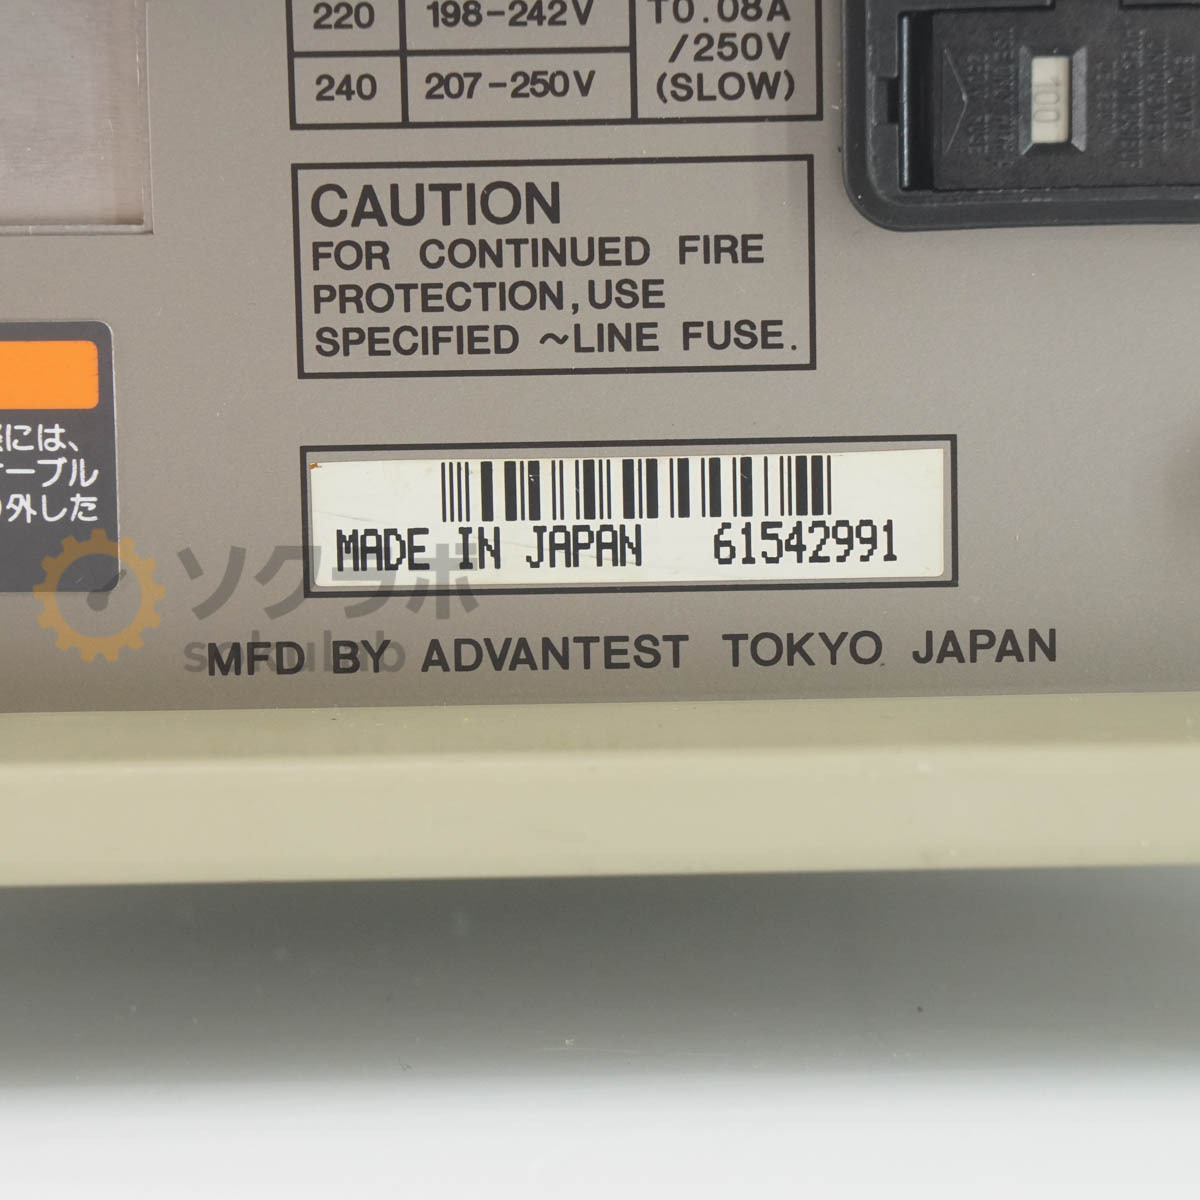 220 198-242V T0.08A
/250V
240 207-250V (SLOW)
100
CAUTION
FOR CONTINUED FIRE
PROTECTION, USE
SPECIFIED ~LINE FUSE.
には、
ーブル
外した
MADE IN JAPAN 61542991
ソクラボ
sokulab
MFD BY ADVANTEST TOKYO JAPAN